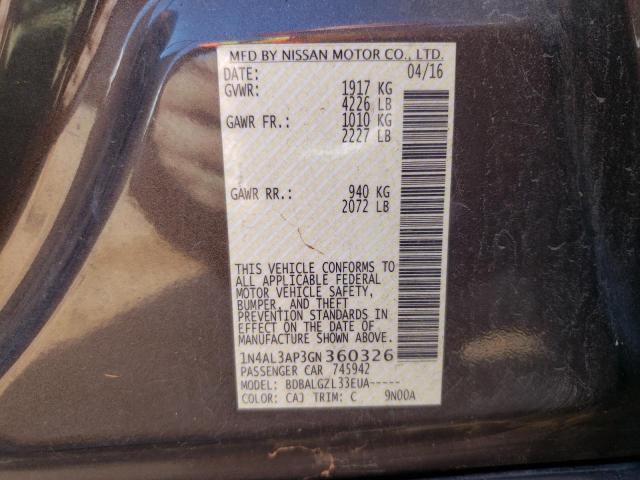 MFD BY NISSAN MOTOR CO., LTD.
DATE: 04/16
GVWR: 1917 KG
4226 LB
GAWR FR.: 1010 KG
2227 LB
GAWR RR.: 940 KG
2072 LB
THIS VEHICLE CONFORMS TO
ALL APPLICABLE FEDERAL
MOTOR VEHICLE SAFETY,
BUMPER, AND THEFT
PREVENTION STANDARDS IN
EFFECT ON THE DATE OF
MANUFACTURE SHOWN ABOVE.
1N4AL3AP3GN360326
PASSENGER CAR 745942
MODEL: BDBALGZL33EUA-----
COLOR: CAJ TRIM: C 9N00A